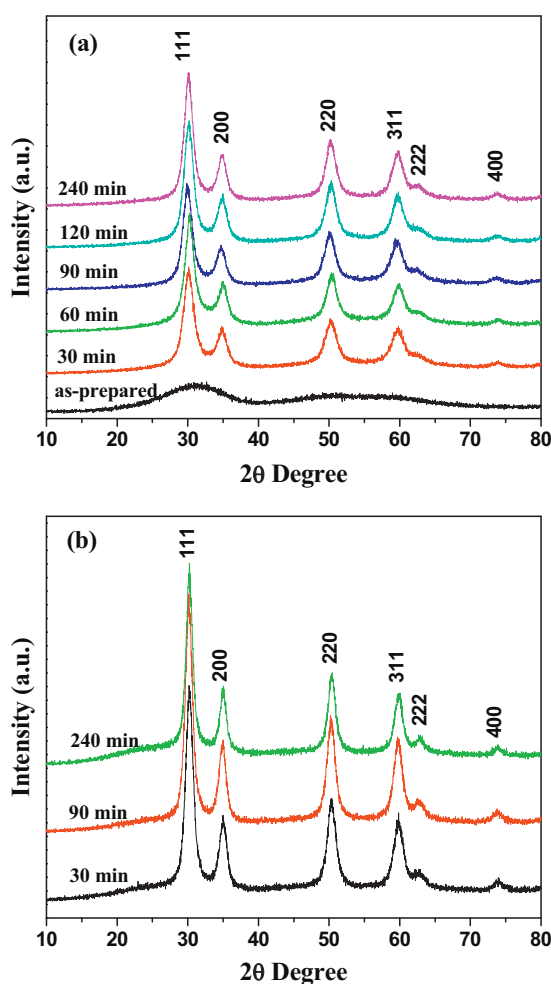 (a)
111
200
220
311
222
400
240 min
120 min
90 min
60 min
30 min
as-prepared
Intensity (a.u.)
10 20 30 40 50 60 70 80
2θ Degree
(b)
111
200
220
311
222
400
240 min
90 min
30 min
Intensity (a.u.)
10 20 30 40 50 60 70 80
2θ Degree